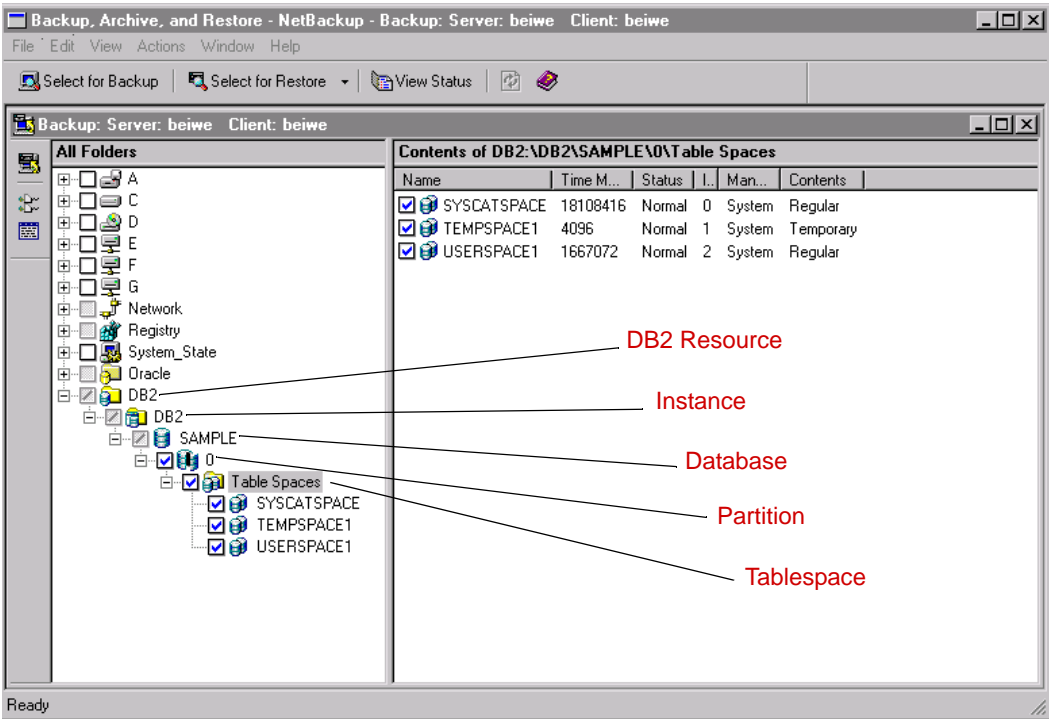 Backup, Archive, and Restore - NetBackup - Backup: Server: beiwe Client: beiwe
File Edit View Actions Window Help
Select for Backup Select for Restore View Status
Backup: Server: beiwe Client: beiwe
All Folders
A
C
D
E
F
G
Network
Registry
System_State
Oracle
DB2
DB2
SAMPLE
0
Table Spaces
SYSCATSPACE
TEMPSPACE1
USERSPACE1
Contents of DB2:\DB2\SAMPLE\0\Table Spaces
Name Time M... Status I.. Man... Contents
SYSCATSPACE 18108416 Normal 0 System Regular
TEMPSPACE1 4096 Normal 1 System Temporary
USERSPACE1 1667072 Normal 2 System Regular
DB2 Resource
Instance
Database
Partition
Tablespace
Ready